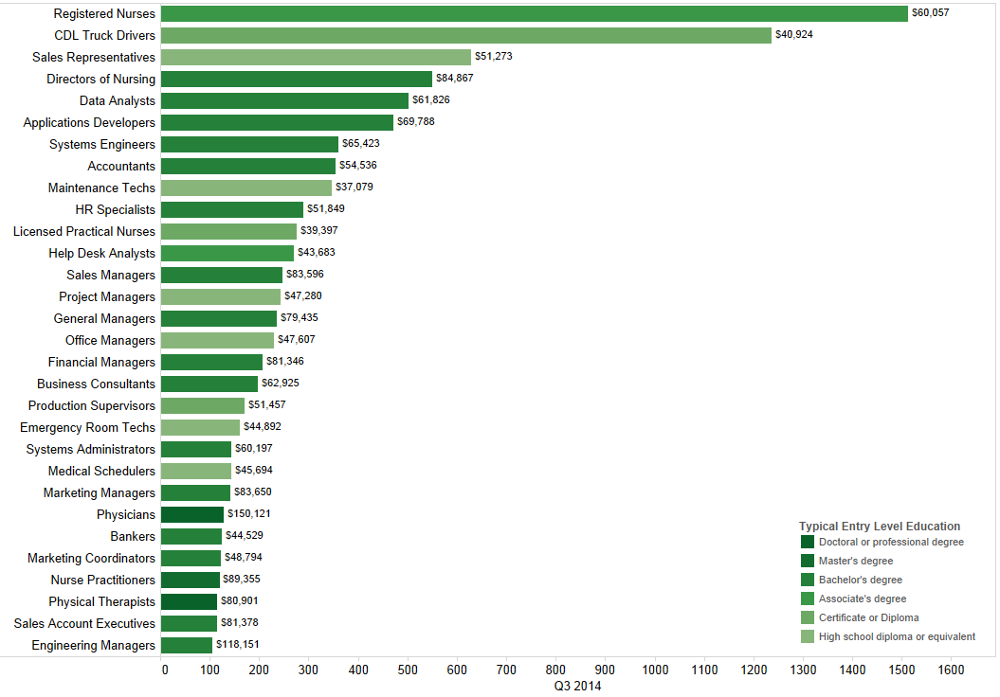 Registered Nurses $60,057
CDL Truck Drivers $40,924
Sales Representatives $51,273
Directors of Nursing $84,867
Data Analysts $61,826
Applications Developers $69,788
Systems Engineers $65,423
Accountants $54,536
Maintenance Techs $37,079
HR Specialists $51,849
Licensed Practical Nurses $39,397
Help Desk Analysts $43,683
Sales Managers $83,596
Project Managers $47,280
General Managers $79,435
Office Managers $47,607
Financial Managers $81,346
Business Consultants $62,925
Production Supervisors $51,457
Emergency Room Techs $44,892
Systems Administrators $60,197
Medical Schedulers $45,694
Marketing Managers $83,650
Physicians $150,121
Bankers $44,529
Marketing Coordinators $48,794
Nurse Practitioners $89,355
Physical Therapists $80,901
Sales Account Executives $81,378
Engineering Managers $118,151
Typical Entry Level Education
Doctoral or professional degree
Master's degree
Bachelor's degree
Associate's degree
Certificate or Diploma
High school diploma or equivalent
0 100 200 300 400 500 600 700 800 900 1000 1100 1200 1300 1400 1500 1600
Q3 2014